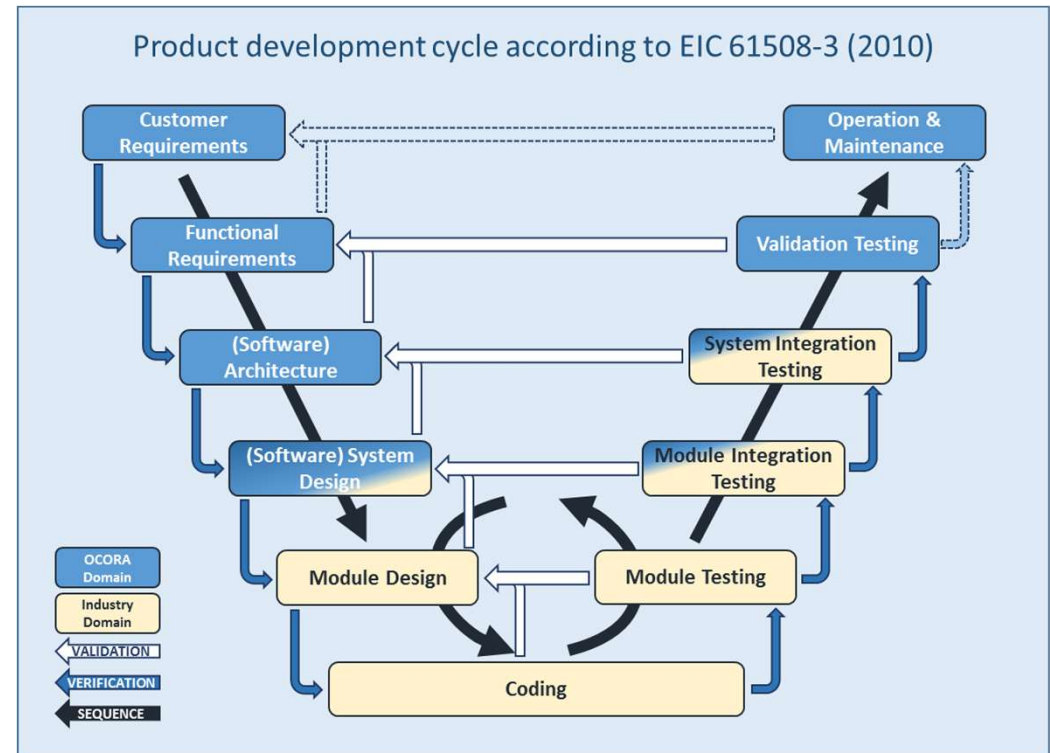 Product development cycle according to EIC 61508-3 (2010)
Customer
Requirements
Operation &
Maintenance
Functional
Requirements
Validation Testing
(Software)
Architecture
System Integration
Testing
(Software) System
Design
Module Integration
Testing
Module Design
Module Testing
Coding
OCORA
Domain
Industry
Domain
VALIDATION
VERIFICATION
SEQUENCE